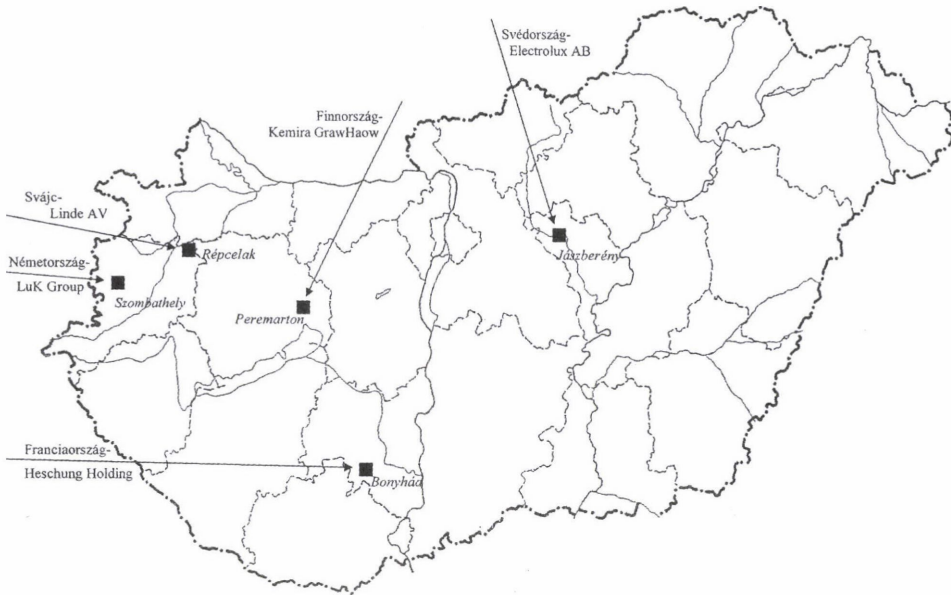 Svédország-
Electrolux AB
Finnország-
Kemira GrawHaow
Svájc-
Linde AV
Répcelak
Jászberény
Németország-
LuK Group
Szombathely
Peremarton
Franciaország-
Heschung Holding
Bonyhád